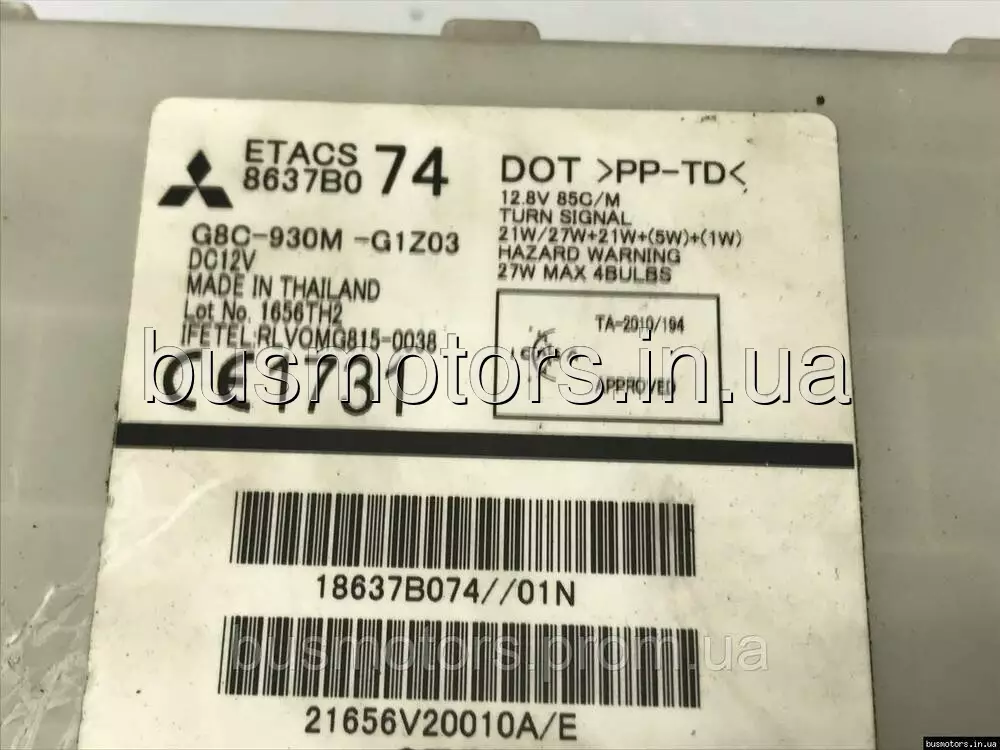 ETACS
8637B0 74
G8C-930M -G1Z03
DC12V
MADE IN THAILAND
Lot No. 1656TH2
IFETEL:RLVOMG815-0038
CE1731
DOT >PP-TD<
12.8V 85C/M
TURN SIGNAL
21W/27W+21W+(5W)+(1W)
HAZARD WARNING
27W MAX 4BULBS
TA-2010/194
APPROVED
busmotors.in.ua
18637B074//01N
busmotors.prom.ua
21656V20010A/E
busmotors.in.ua